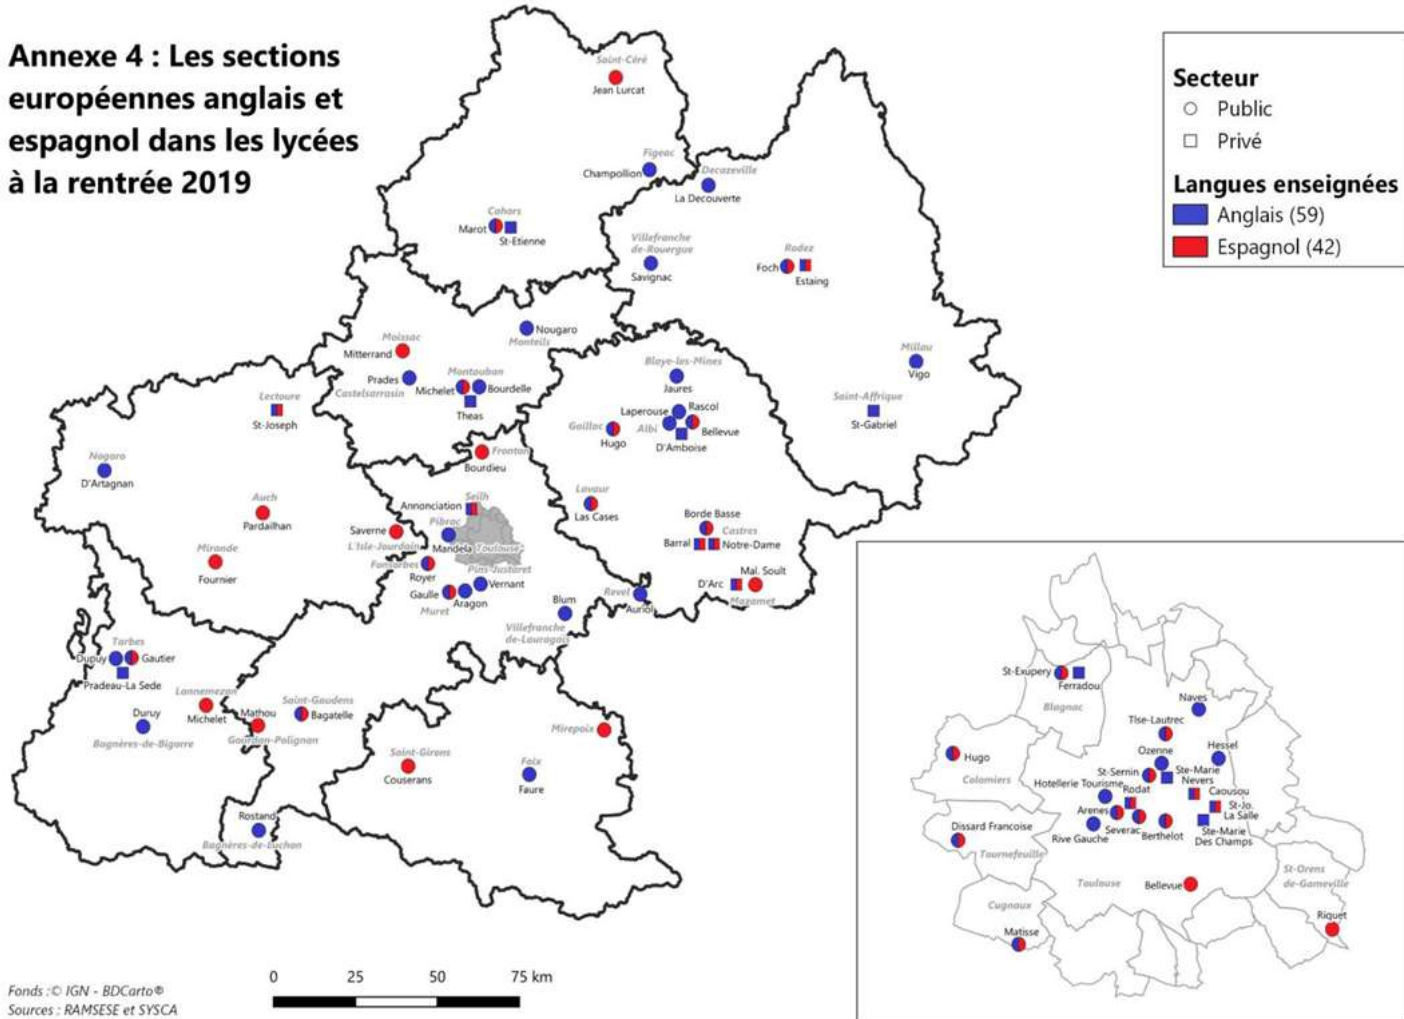 Annexe 4 : Les sections
européennes anglais et
espagnol dans les lycées
à la rentrée 2019
Secteur
Public
Privé
Langues enseignées
Anglais (59)
Espagnol (42)
Saint-Céré
Jean Lurcat
Figeac
Champollion
Decazeville
La Decouverte
Cahors
Marot
St-Etienne
Villefranche
de-Rouergue
Savignac
Rodez
Foch
Estaing
Millau
Vigo
Saint-Affrique
St-Gabriel
Nougaro
Monteils
Moissac
Mitterrand
Prades
Castelsarrasin
Montauban
Michelet
Bourdelle
Theas
Blaye-les-Mines
Jaures
Laperouse
Rascol
Albi
Bellevue
D'Amboise
Gaillac
Hugo
Lavaur
Las Cases
Borde Basse
Castres
Barral
Notre-Dame
D'Arc
Mal. Soult
Mazamet
Lectoure
St-Joseph
Nogaro
D'Artagnan
Auch
Pardailhan
Mirande
Fournier
Saverne
L'Isle-Jourdain
Fronton
Bourdieu
Seilh
Annonciation
Pibrac
Mandela
Toulouse
Fonsorbes
Royer
Pins-Justaret
Vernant
Gaulle
Aragon
Muret
Blum
Villefranche
de-Lauragais
Revel
Auriol
Tarbes
Dupuy
Gautier
Pradeau-La Sede
Duruy
Bagnères-de-Bigorre
Lannemezan
Michelet
Mathou
Gourdan-Polignan
Saint-Gaudens
Bagatelle
Rostand
Bagnères-de-Luchon
Saint-Girons
Couserans
Foix
Faure
Mirepoix
St-Exupery
Ferradou
Blagnac
Naves
Tlse-Lautrec
Ozenne
Hessel
Hugo
Colomiers
St-Sernin
Ste-Marie
Nevers
Hotellerie Tourisme
Rodat
Caousou
Arenes
St-Jo.
La Salle
Rive Gauche
Severac
Berthelot
Ste-Marie
Des Champs
Dissard Francoise
Tournefeuille
Toulouse
Bellevue
St-Orens
de-Gameville
Riquet
Cugnaux
Matisse
0 25 50 75 km
Fonds :© IGN - BDCarto®
Sources : RAMSESE et SYSCA